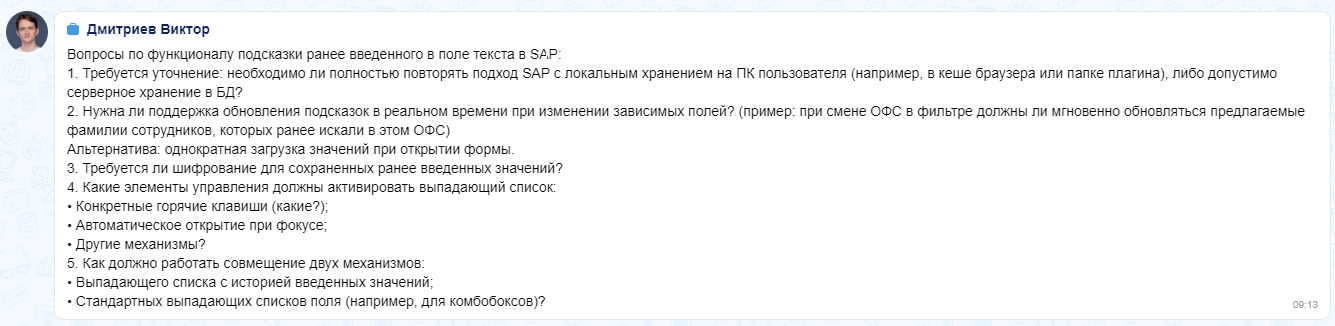 Дмитриев Виктор
Вопросы по функционалу подсказки ранее введенного в поле текста в SAP:
1. Требуется уточнение: необходимо ли полностью повторять подход SAP с локальным хранением на ПК пользователя (например, в кеше браузера или папке плагина), либо допустимо
серверное хранение в БД?
2. Нужна ли поддержка обновления подсказок в реальном времени при изменении зависимых полей? (пример: при смене ОФС в фильтре должны ли мгновенно обновляться предлагаемые
фамилии сотрудников, которых ранее искали в этом ОФС)
Альтернатива: однократная загрузка значений при открытии формы.
3. Требуется ли шифрование для сохраненных ранее введенных значений?
4. Какие элементы управления должны активировать выпадающий список:
• Конкретные горячие клавиши (какие?);
• Автоматическое открытие при фокусе;
• Другие механизмы?
5. Как должно работать совмещение двух механизмов:
• Выпадающего списка с историей введенных значений;
• Стандартных выпадающих списков поля (например, для комбобоксов)?
09:13